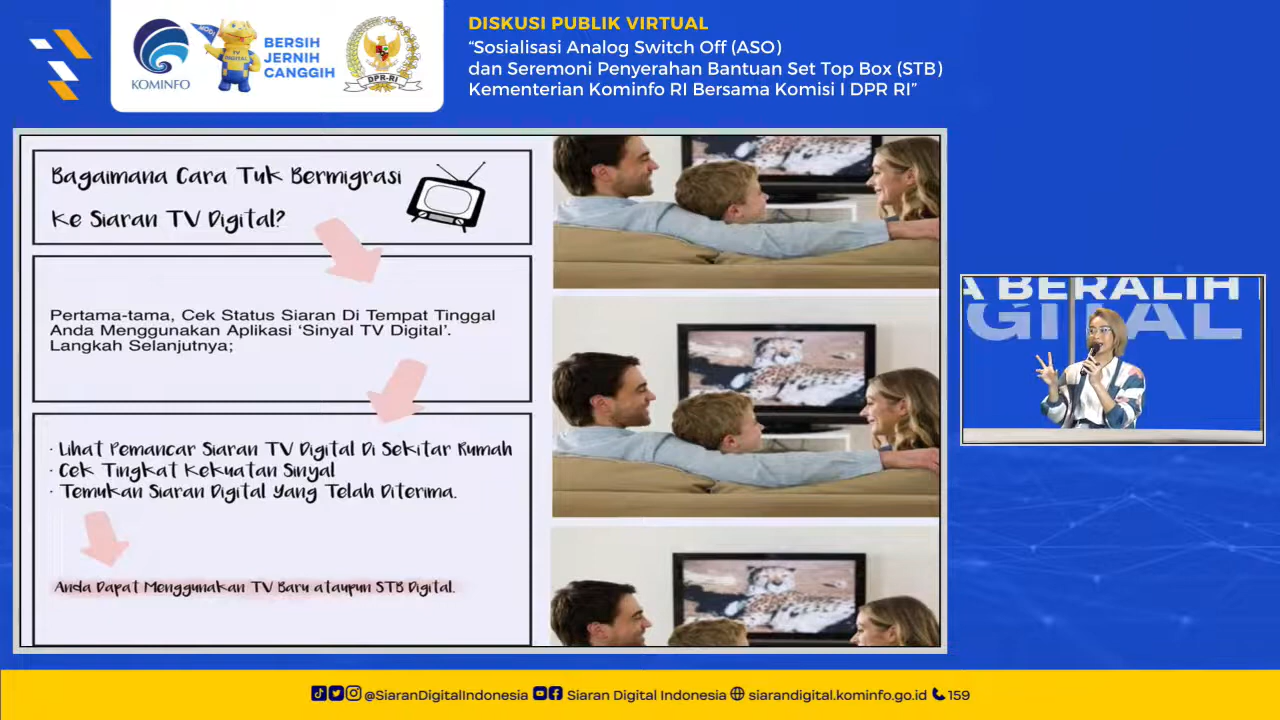 DISKUSI PUBLIK VIRTUAL
“Sosialisasi Analog Switch Off (ASO)
dan Seremoni Penyerahan Bantuan Set Top Box (STB)
Kementerian Kominfo RI Bersama Komisi I DPR RI”
KOMINFO
MODI
TV DIGITAL
BERSIH
JERNIH
CANGGIH
DPR-RI
Bagaimana Cara Tuk Bermigrasi
Ke Siaran TV Digital?
Pertama-tama, Cek Status Siaran Di Tempat Tinggal
Anda Menggunakan Aplikasi ‘Sinyal TV Digital’.
Langkah Selanjutnya;
· Lihat Pemancar Siaran TV Digital Di Sekitar Rumah
· Cek Tingkat Kekuatan Sinyal
· Temukan Siaran Digital Yang Telah Diterima.
Anda Dapat Menggunakan TV Baru ataupun STB Digital.
A BERALIH
GITAL
@SiaranDigitalIndonesia Siaran Digital Indonesia siarandigital.kominfo.go.id 159